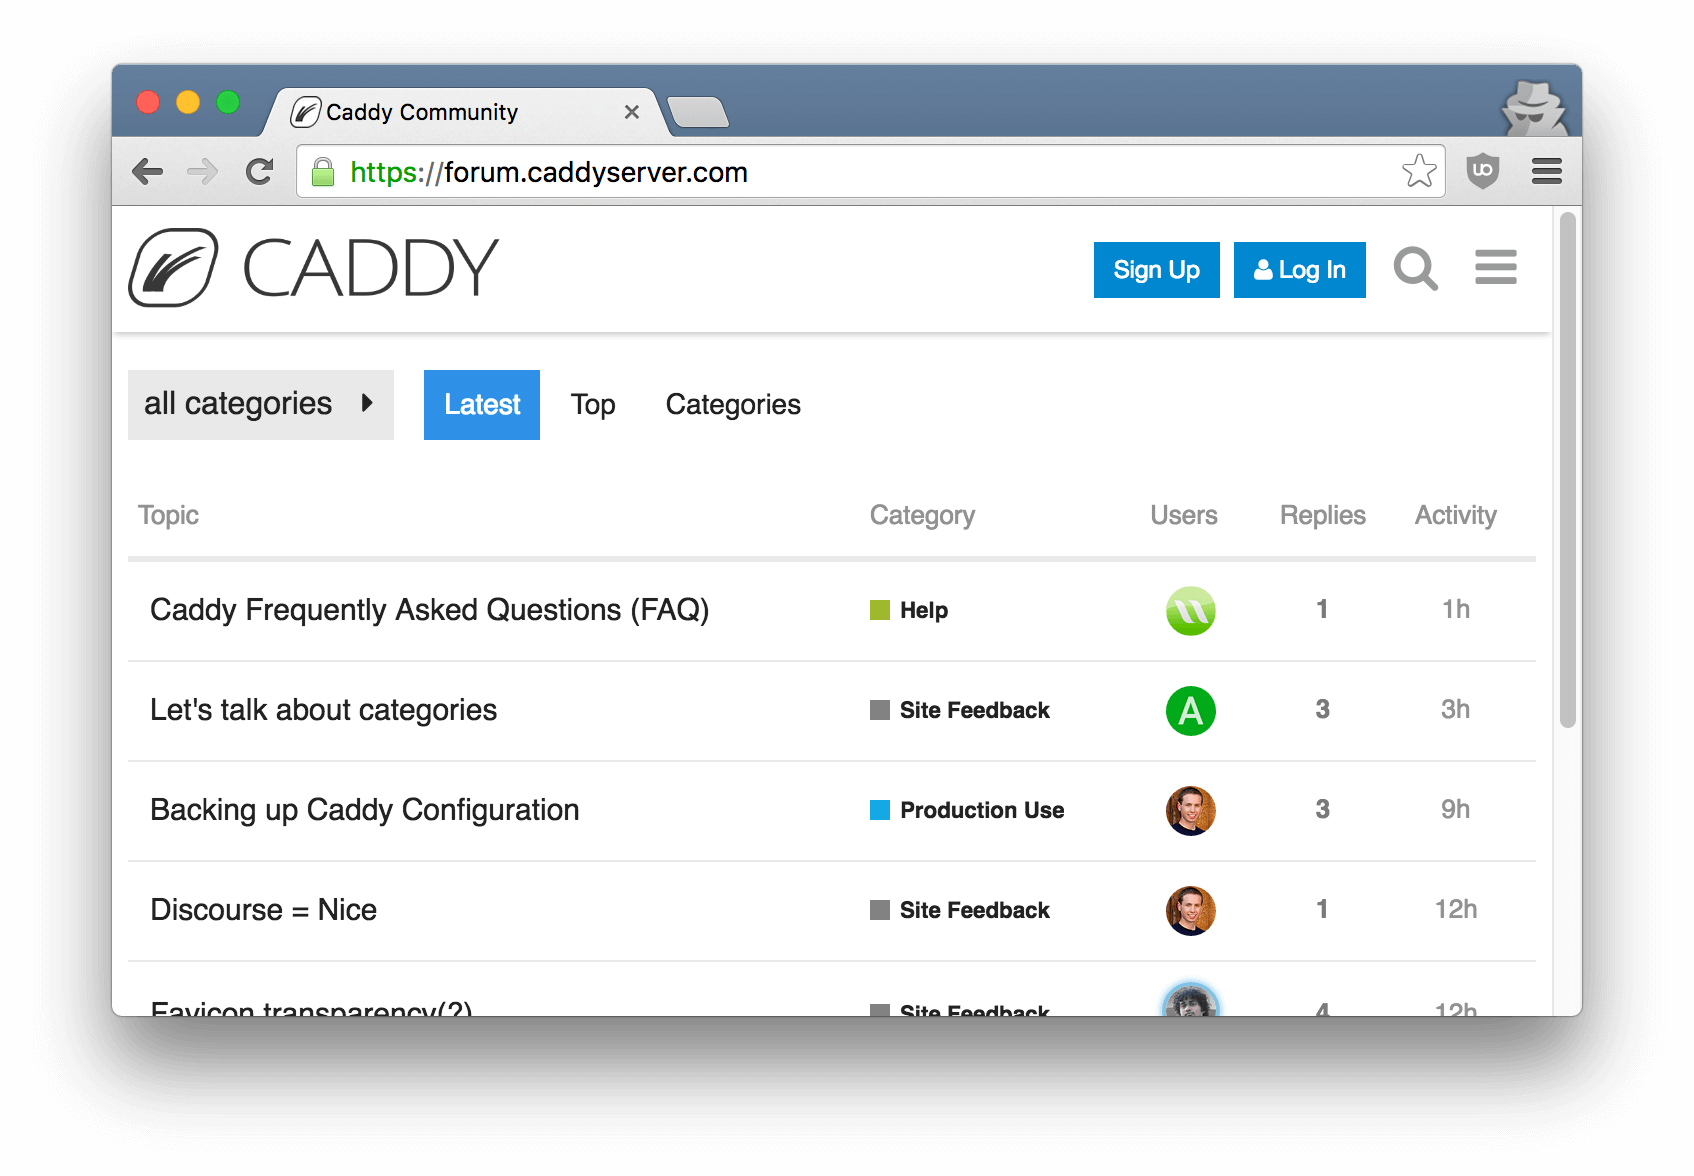 Caddy Community
https://forum.caddyserver.com
CADDY
Sign Up
Log In
all categories
Latest
Top
Categories
Topic Category Users Replies Activity
Caddy Frequently Asked Questions (FAQ) Help 1 1h
Let's talk about categories Site Feedback A 3 3h
Backing up Caddy Configuration Production Use 3 9h
Discourse = Nice Site Feedback 1 12h
Favicon transparency(?) Site Feedback 4 12h